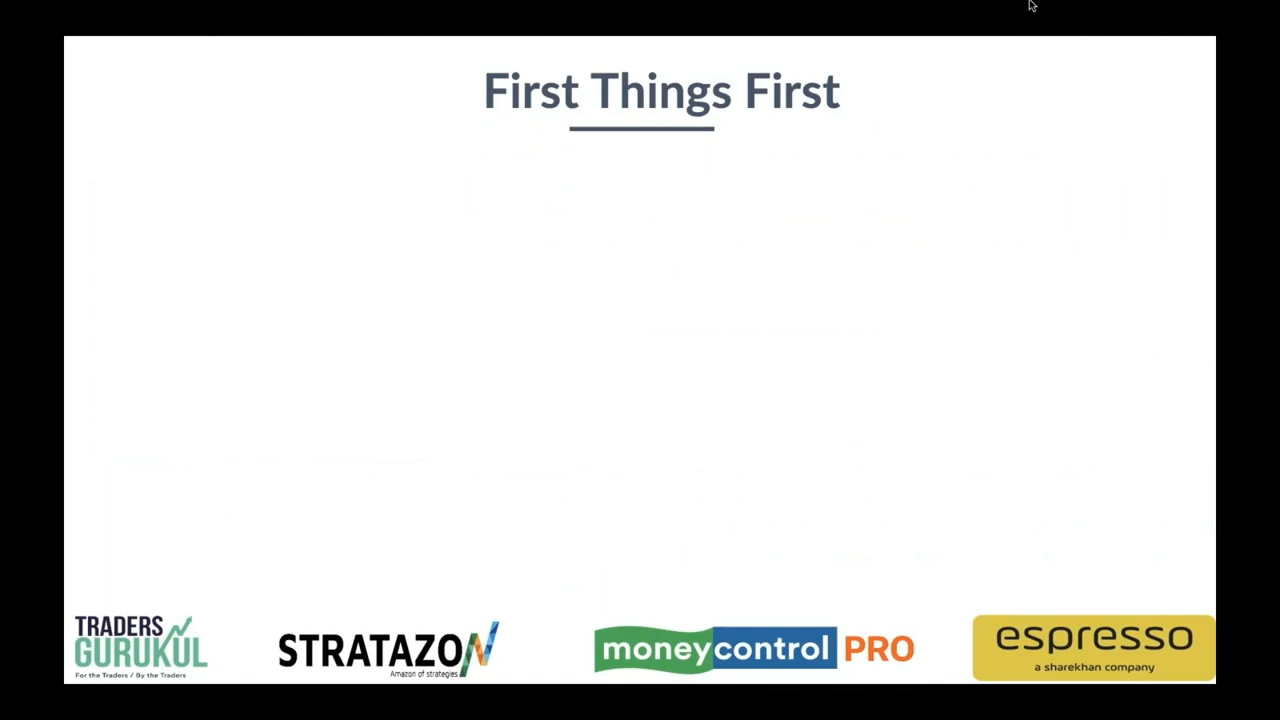 First Things First
TRADERS
GURUKUL
For the Traders / By the Traders
STRATAZON
Amazon of strategies
moneycontrol PRO
espresso
a sharekhan company